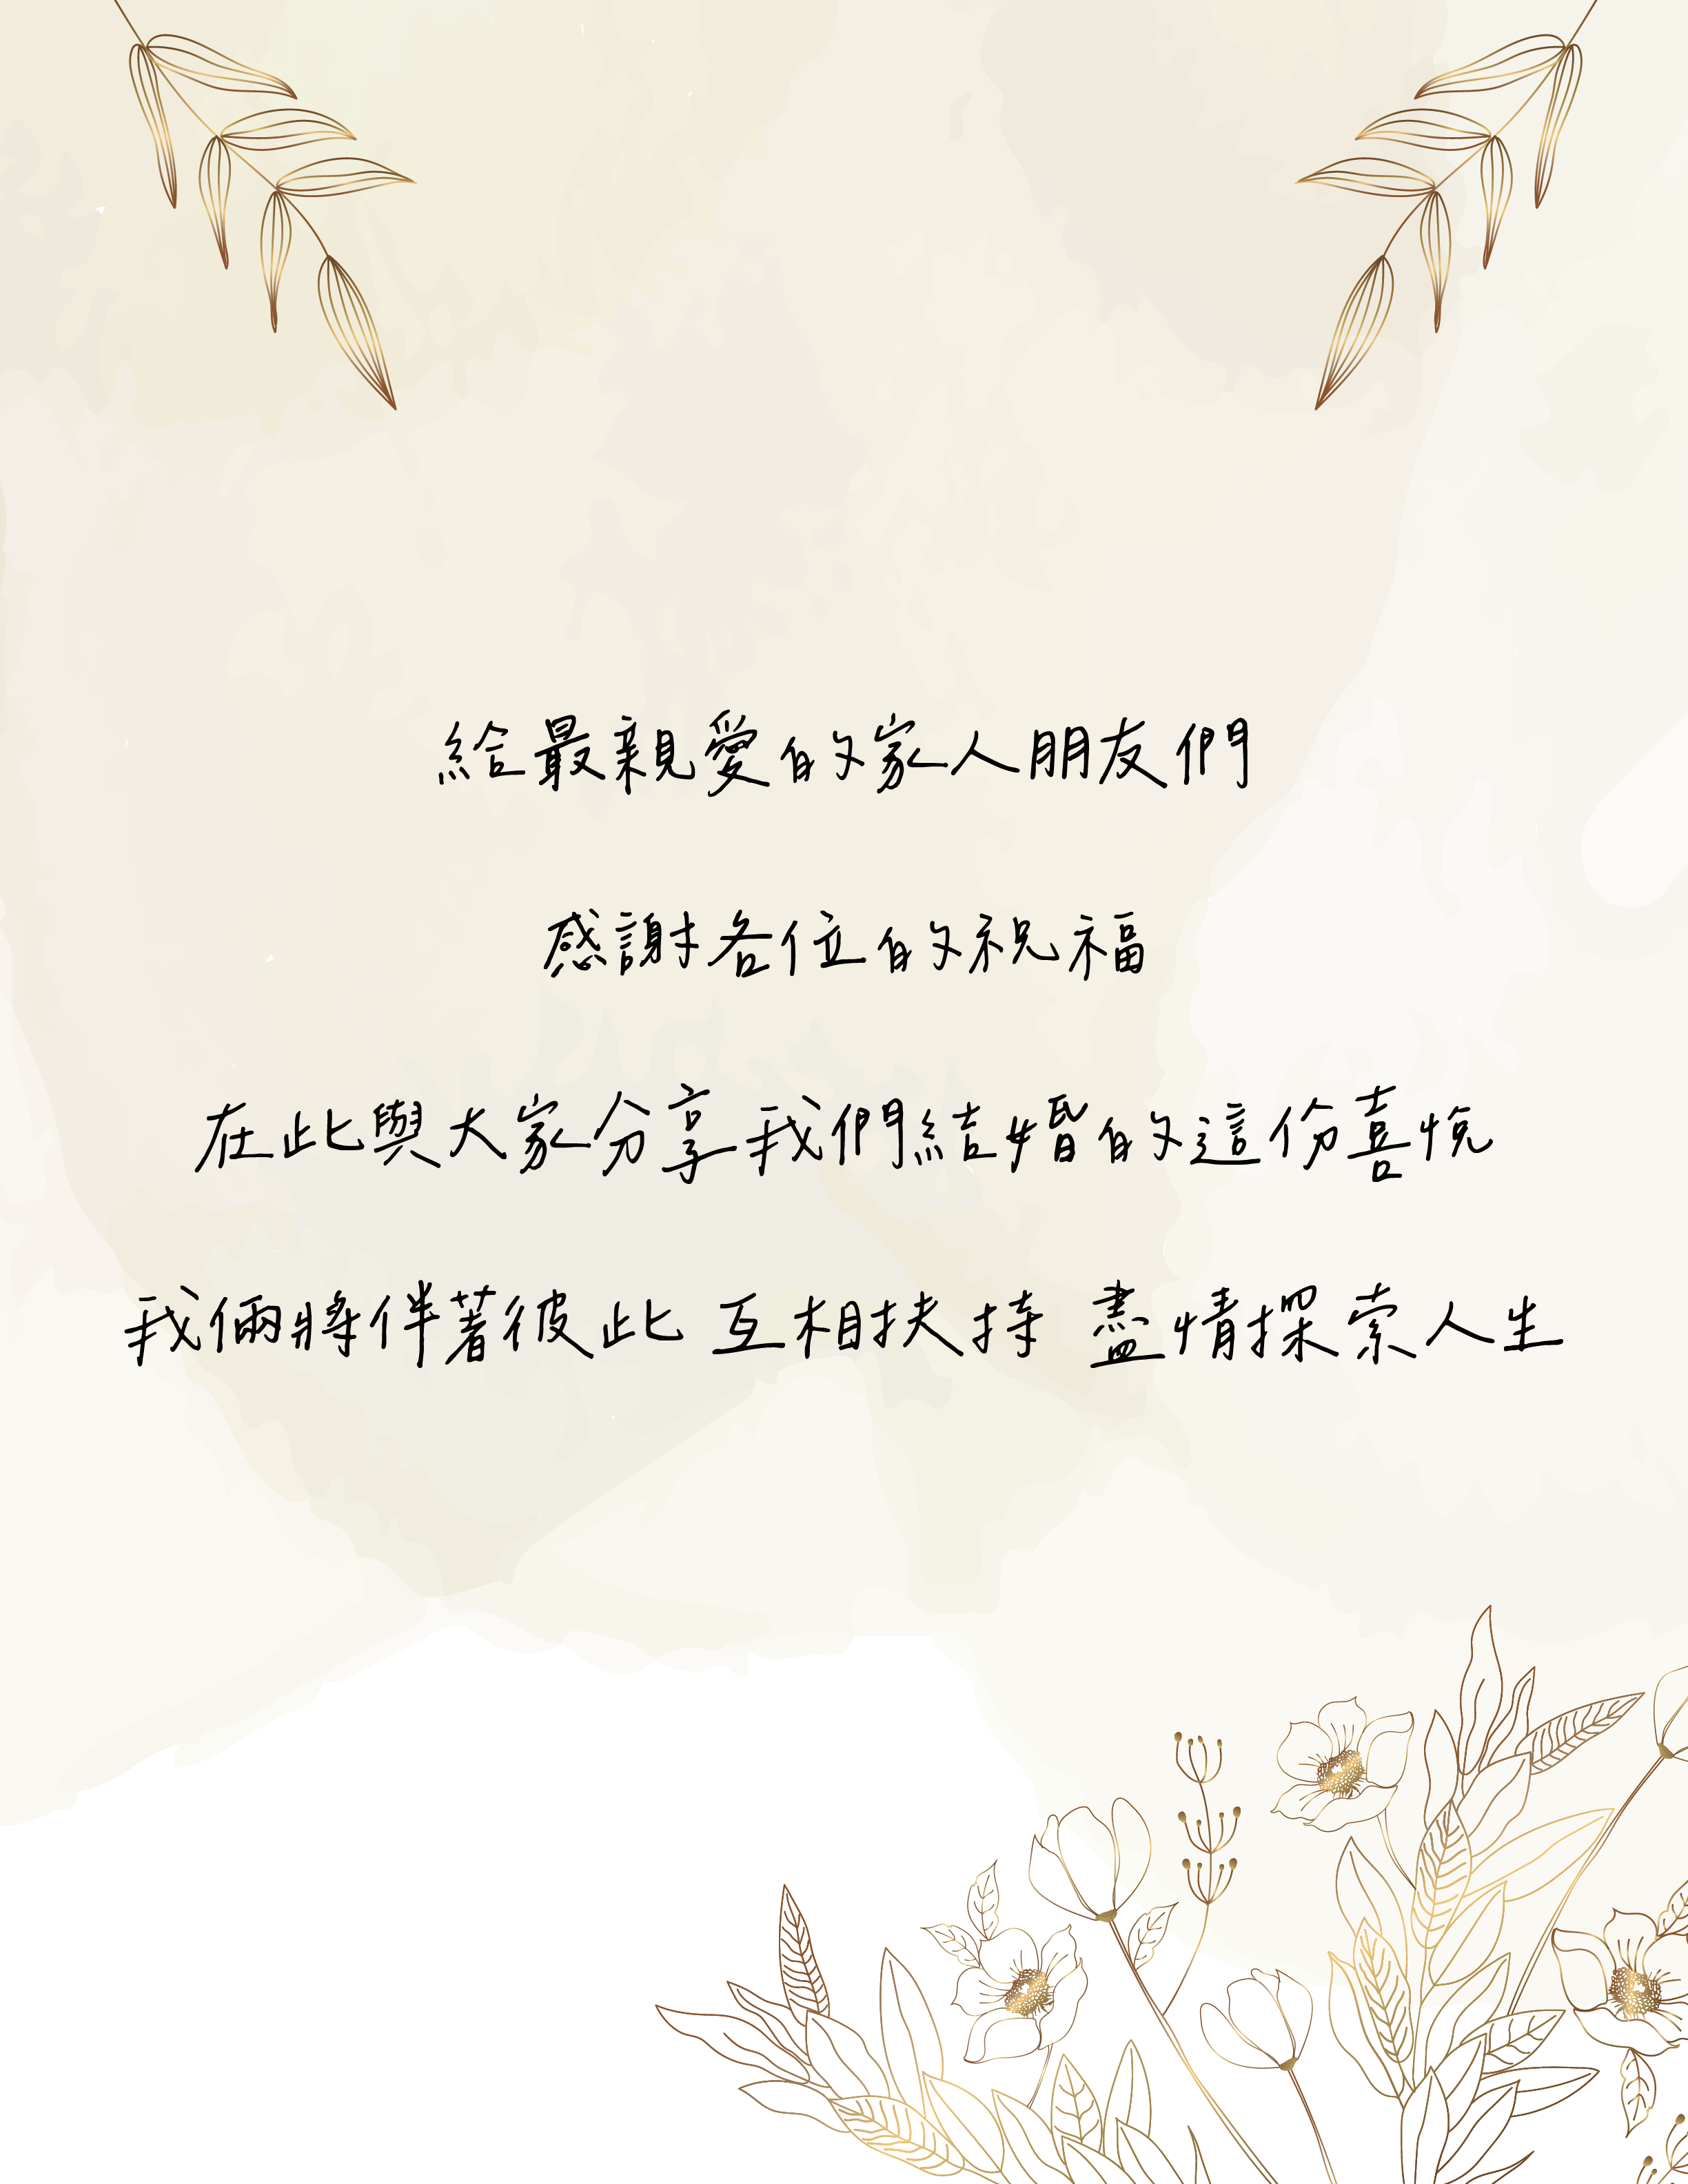 給最親愛的家人朋友們
感謝各位的祝福
在此與大家分享我們結婚的這份喜悅
我倆將伴著彼此 互相扶持 盡情探索人生